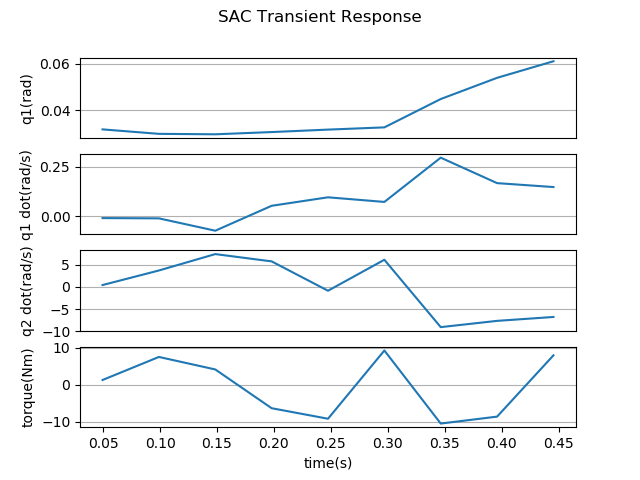 SAC Transient Response
q1(rad)
0.06
0.04
q1 dot(rad/s)
0.25
0.00
q2 dot(rad/s)
5
0
−5
−10
torque(Nm)
10
0
−10
0.05 0.10 0.15 0.20 0.25 0.30 0.35 0.40 0.45
time(s)